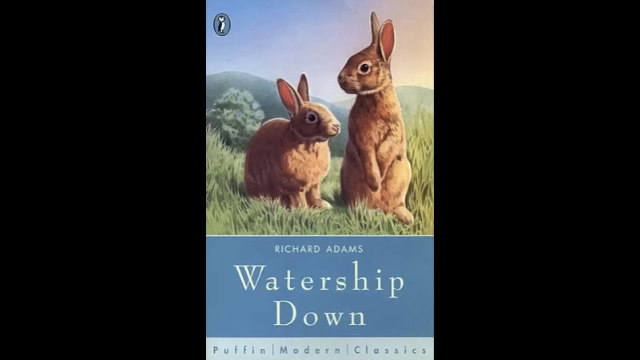 RICHARD ADAMS
Watership
Down
Puffin | Modern | Classics